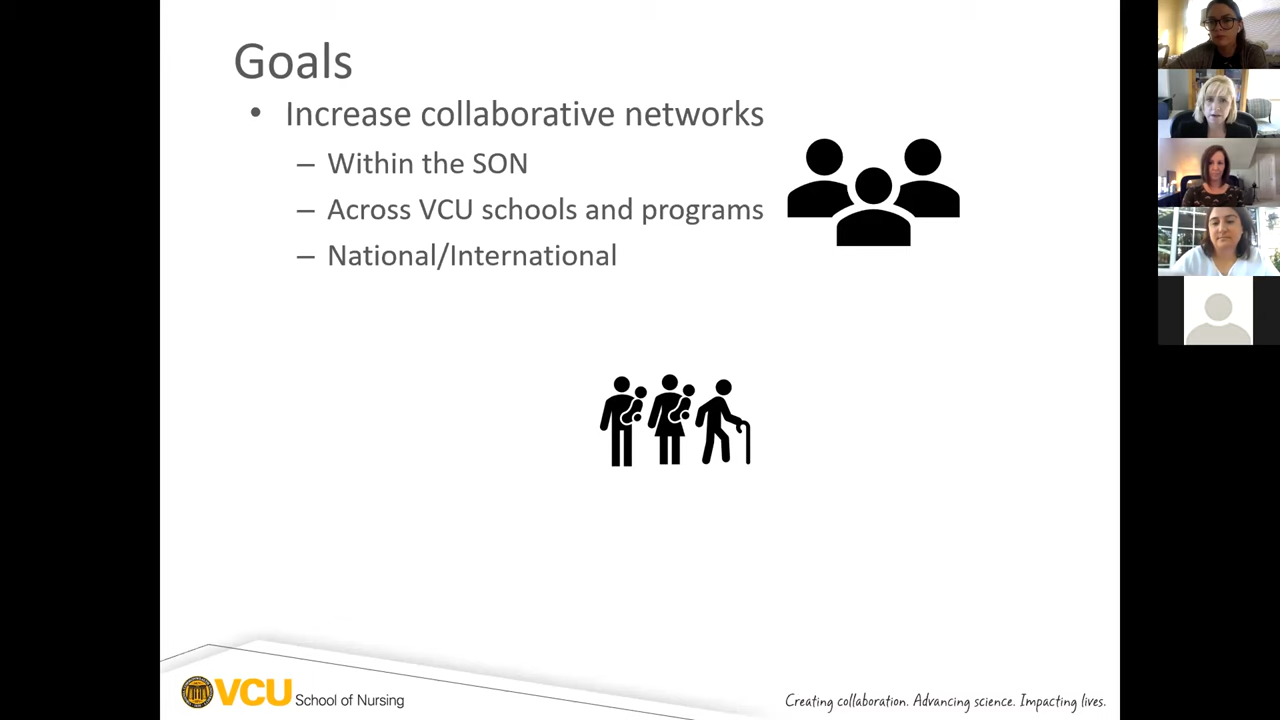 Goals
• Increase collaborative networks
– Within the SON
– Across VCU schools and programs
– National/International
VCU School of Nursing
Creating collaboration. Advancing science. Impacting lives.